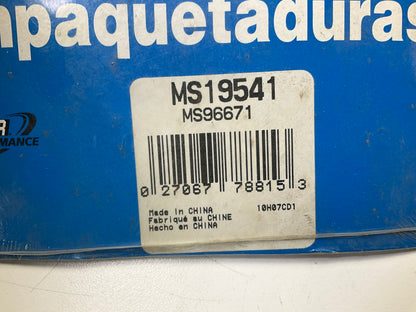 mpaquetaduras
MS19541
MS96671
R
MANCE
0 27067 78815 3
Made in CHINA 10H07CD1
Fabriqué au CHINE
Hecho en CHINA